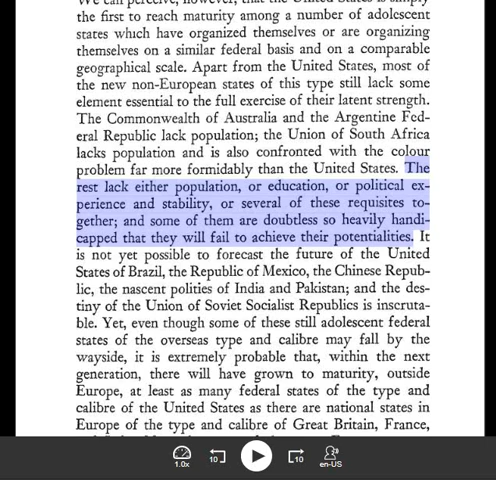 We can perceive, however, that the United States is simply
the first to reach maturity among a number of adolescent
states which have organized themselves or are organizing
themselves on a similar federal basis and on a comparable
geographical scale. Apart from the United States, most of
the new non-European states of this type still lack some
element essential to the full exercise of their latent strength.
The Commonwealth of Australia and the Argentine Fed-
eral Republic lack population; the Union of South Africa
lacks population and is also confronted with the colour
problem far more formidably than the United States. The
rest lack either population, or education, or political ex-
perience and stability, or several of these requisites to-
gether; and some of them are doubtless so heavily handi-
capped that they will fail to achieve their potentialities. It
is not yet possible to forecast the future of the United
States of Brazil, the Republic of Mexico, the Chinese Repub-
lic, the nascent polities of India and Pakistan; and the des-
tiny of the Union of Soviet Socialist Republics is inscruta-
ble. Yet, even though some of these still adolescent federal
states of the overseas type and calibre may fall by the
wayside, it is extremely probable that, within the next
generation, there will have grown to maturity, outside
Europe, at least as many federal states of the type and
calibre of the United States as there are national states in
Europe of the type and calibre of Great Britain, France,
1.0x
10
10
en-US